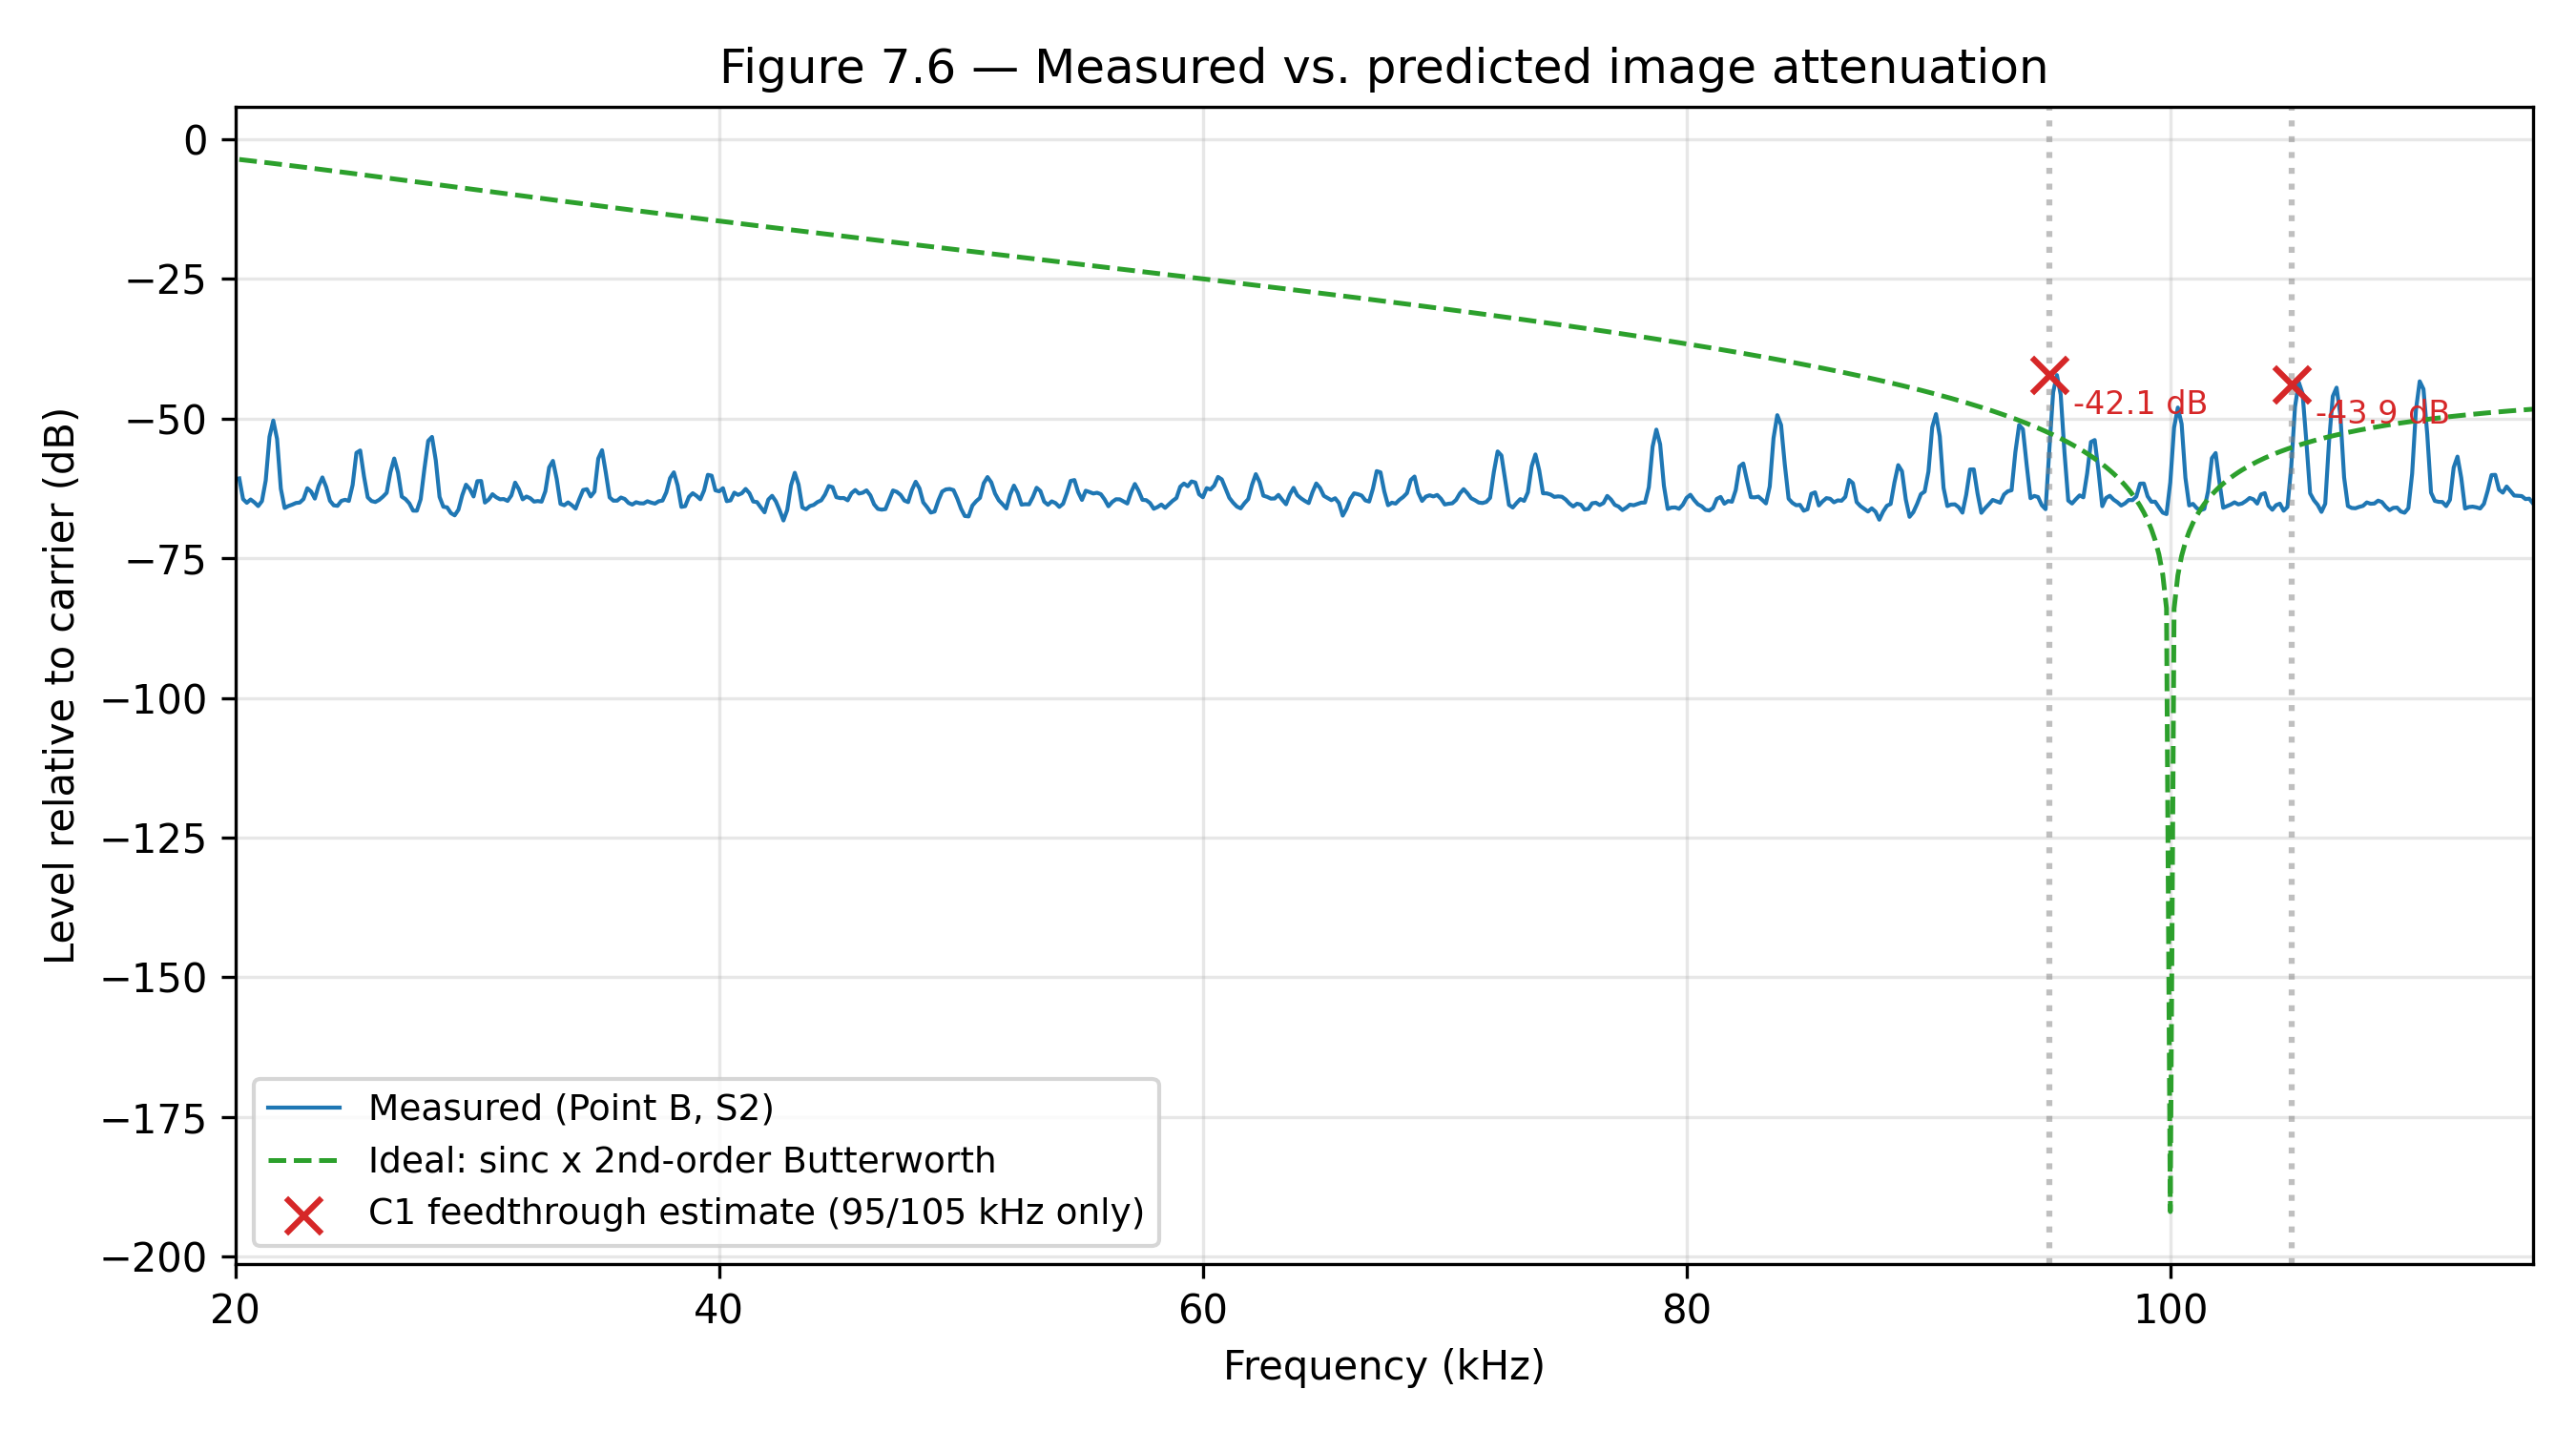 Figure 7.6 — Measured vs. predicted image attenuation
Level relative to carrier (dB)
0
−25
−50
−75
−100
−125
−150
−175
−200
-42.1 dB
-43.9 dB
Measured (Point B, S2)
Ideal: sinc x 2nd-order Butterworth
C1 feedthrough estimate (95/105 kHz only)
20 40 60 80 100
Frequency (kHz)